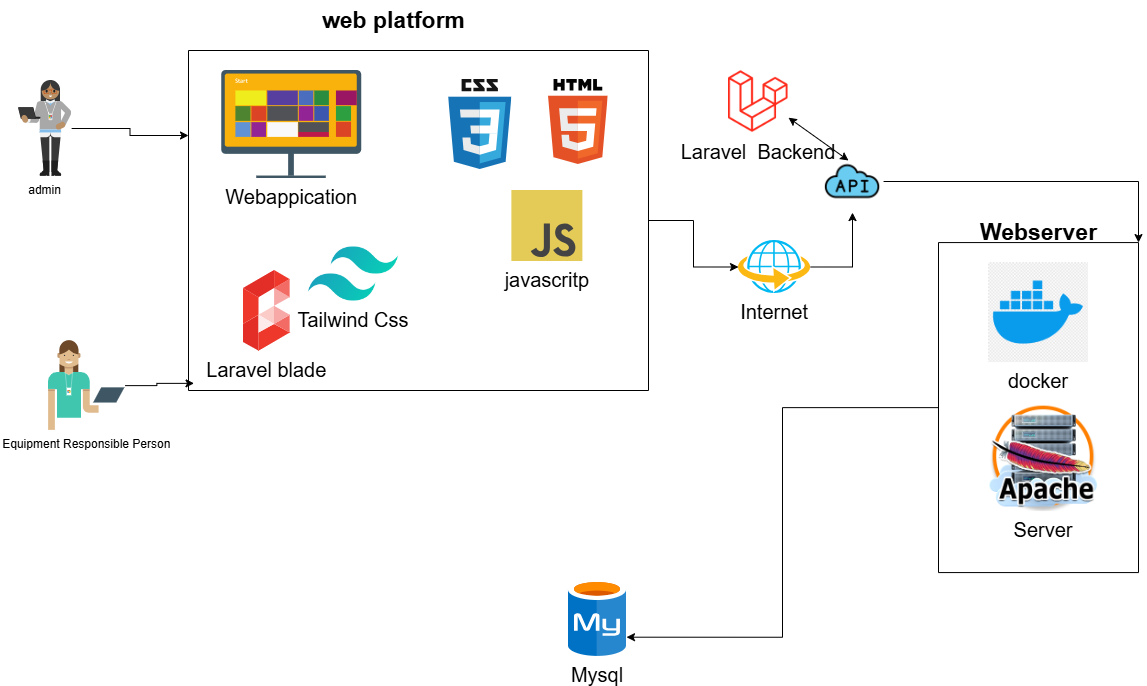 web platform
Start
CSS
3
HTML
5
admin
Webappication
JS
javascritp
Tailwind Css
Laravel blade
Equipment Responsible Person
Laravel Backend
API
Internet
Webserver
docker
Apache
Server
My
Mysql